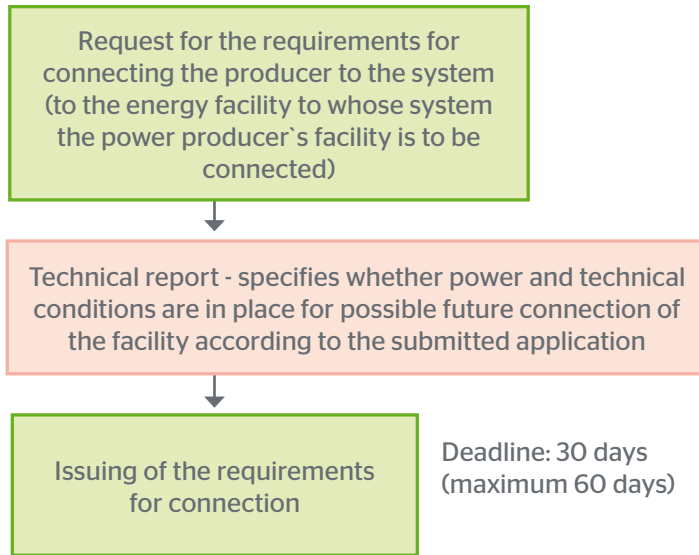 Request for the requirements for
connecting the producer to the system
(to the energy facility to whose system
the power producer`s facility is to be
connected)
Technical report - specifies whether power and technical
conditions are in place for possible future connection of
the facility according to the submitted application
Issuing of the requirements
for connection
Deadline: 30 days
(maximum 60 days)